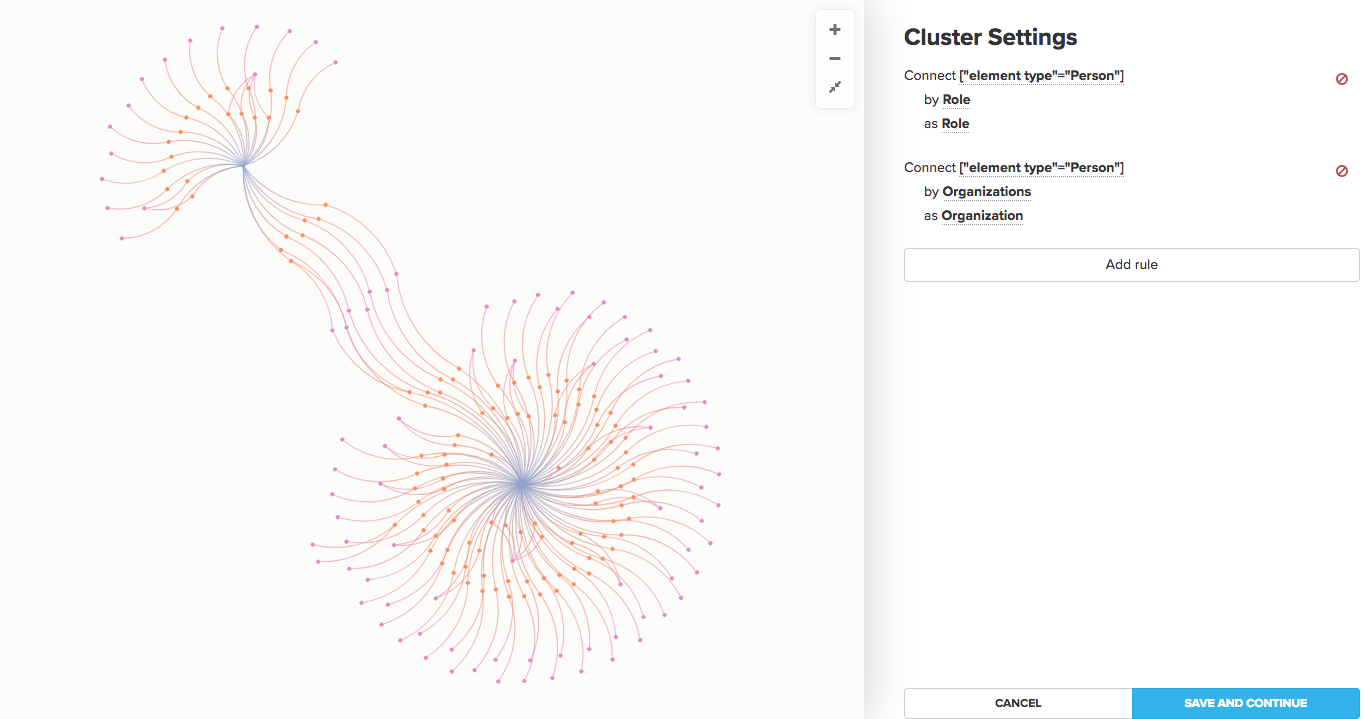 Cluster Settings
Connect ["element type"="Person"]
by Role
as Role
Connect ["element type"="Person"]
by Organizations
as Organization
Add rule
CANCEL
SAVE AND CONTINUE